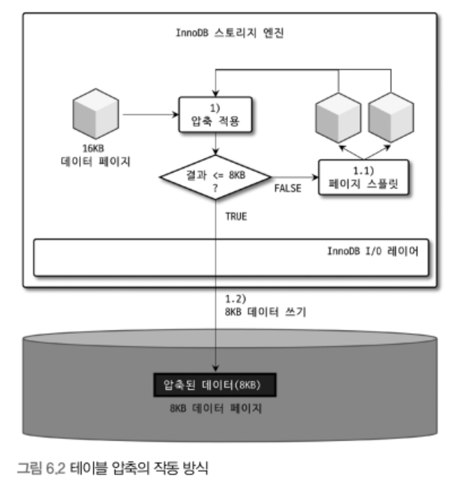 InnoDB 스토리지 엔진
16KB
데이터 페이지
1)
압축 적용
결과 <= 8KB
?
FALSE
TRUE
1.1)
페이지 스플릿
InnoDB I/O 레이어
1.2)
8KB 데이터 쓰기
압축된 데이터(8KB)
8KB 데이터 페이지
그림 6.2 테이블 압축의 작동 방식